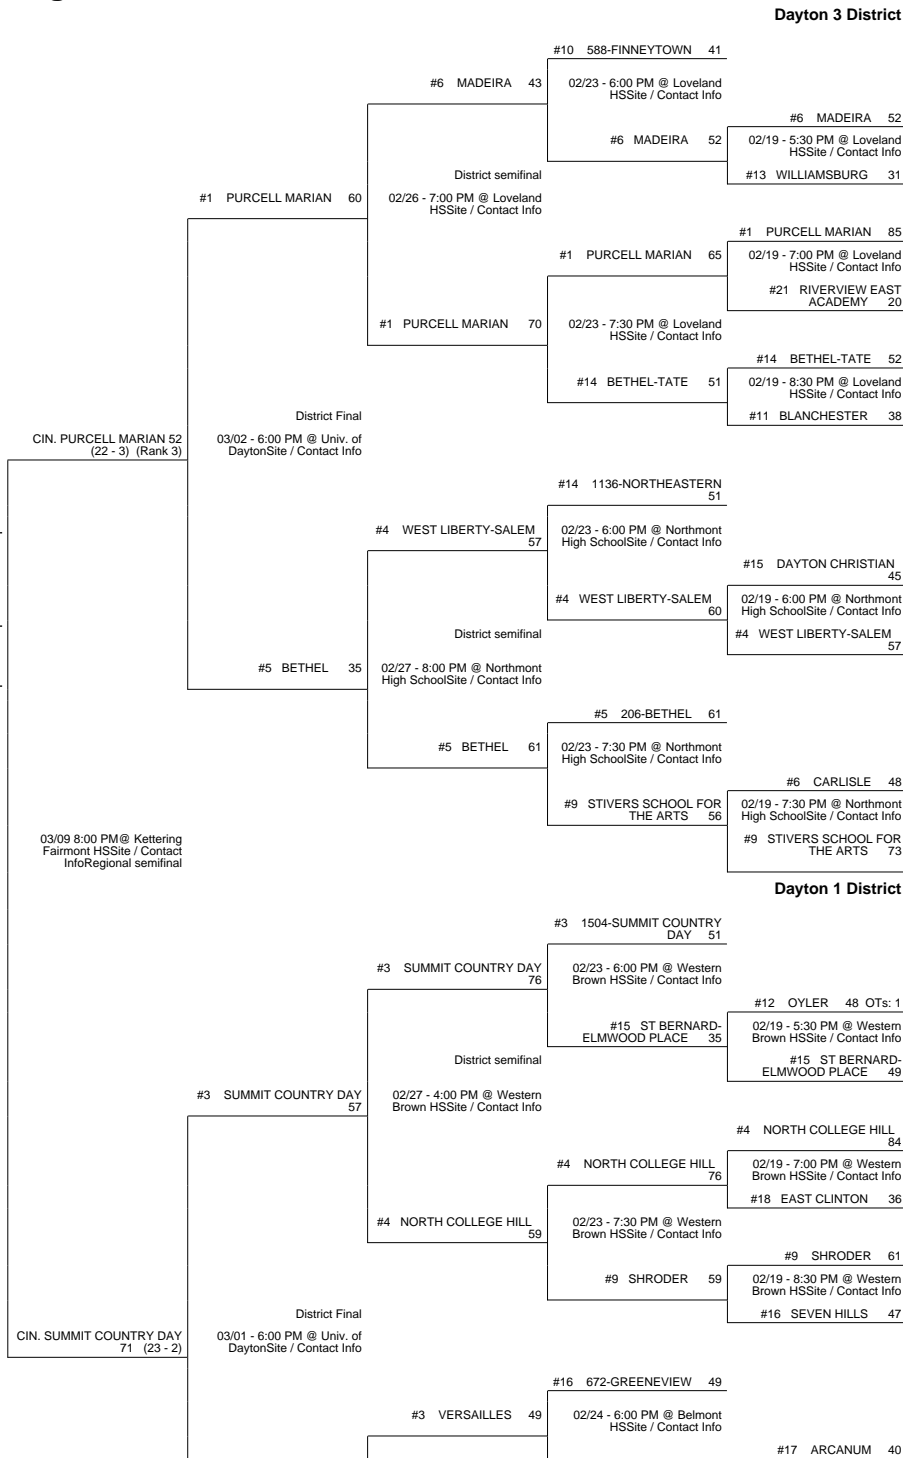 Dayton 3 District
#10 588-FINNEYTOWN 41
#6 MADEIRA 43
02/23 - 6:00 PM @ Loveland
HSSite / Contact Info
#6 MADEIRA 52
#6 MADEIRA 52
02/19 - 5:30 PM @ Loveland
HSSite / Contact Info
#13 WILLIAMSBURG 31
District semifinal
#1 PURCELL MARIAN 60
02/26 - 7:00 PM @ Loveland
HSSite / Contact Info
#1 PURCELL MARIAN 85
#1 PURCELL MARIAN 65
02/19 - 7:00 PM @ Loveland
HSSite / Contact Info
#21 RIVERVIEW EAST
ACADEMY 20
#1 PURCELL MARIAN 70
02/23 - 7:30 PM @ Loveland
HSSite / Contact Info
#14 BETHEL-TATE 52
#14 BETHEL-TATE 51
02/19 - 8:30 PM @ Loveland
HSSite / Contact Info
#11 BLANCHESTER 38
District Final
CIN. PURCELL MARIAN 52
(22 - 3) (Rank 3)
03/02 - 6:00 PM @ Univ. of
DaytonSite / Contact Info
#14 1136-NORTHEASTERN
51
#4 WEST LIBERTY-SALEM
57
02/23 - 6:00 PM @ Northmont
High SchoolSite / Contact Info
#15 DAYTON CHRISTIAN
45
#4 WEST LIBERTY-SALEM
60
02/19 - 6:00 PM @ Northmont
High SchoolSite / Contact Info
#4 WEST LIBERTY-SALEM
57
District semifinal
#5 BETHEL 35
02/27 - 8:00 PM @ Northmont
High SchoolSite / Contact Info
#5 206-BETHEL 61
#5 BETHEL 61
02/23 - 7:30 PM @ Northmont
High SchoolSite / Contact Info
#6 CARLISLE 48
#9 STIVERS SCHOOL FOR
THE ARTS 56
02/19 - 7:30 PM @ Northmont
High SchoolSite / Contact Info
#9 STIVERS SCHOOL FOR
THE ARTS 73
03/09 8:00 PM@ Kettering
Fairmont HSSite / Contact
InfoRegional semifinal
Dayton 1 District
#3 1504-SUMMIT COUNTRY
DAY 51
#3 SUMMIT COUNTRY DAY
76
02/23 - 6:00 PM @ Western
Brown HSSite / Contact Info
#12 OYLER 48 OTs: 1
#15 ST BERNARD-
ELMWOOD PLACE 35
02/19 - 5:30 PM @ Western
Brown HSSite / Contact Info
#15 ST BERNARD-
ELMWOOD PLACE 49
District semifinal
#3 SUMMIT COUNTRY DAY
57
02/27 - 4:00 PM @ Western
Brown HSSite / Contact Info
#4 NORTH COLLEGE HILL
84
#4 NORTH COLLEGE HILL
76
02/19 - 7:00 PM @ Western
Brown HSSite / Contact Info
#18 EAST CLINTON 36
#4 NORTH COLLEGE HILL
59
02/23 - 7:30 PM @ Western
Brown HSSite / Contact Info
#9 SHRODER 61
#9 SHRODER 59
02/19 - 8:30 PM @ Western
Brown HSSite / Contact Info
#16 SEVEN HILLS 47
District Final
CIN. SUMMIT COUNTRY DAY
71 (23 - 2)
03/01 - 6:00 PM @ Univ. of
DaytonSite / Contact Info
#16 672-GREENEVIEW 49
#3 VERSAILLES 49
02/24 - 6:00 PM @ Belmont
HSSite / Contact Info
#17 ARCANUM 40